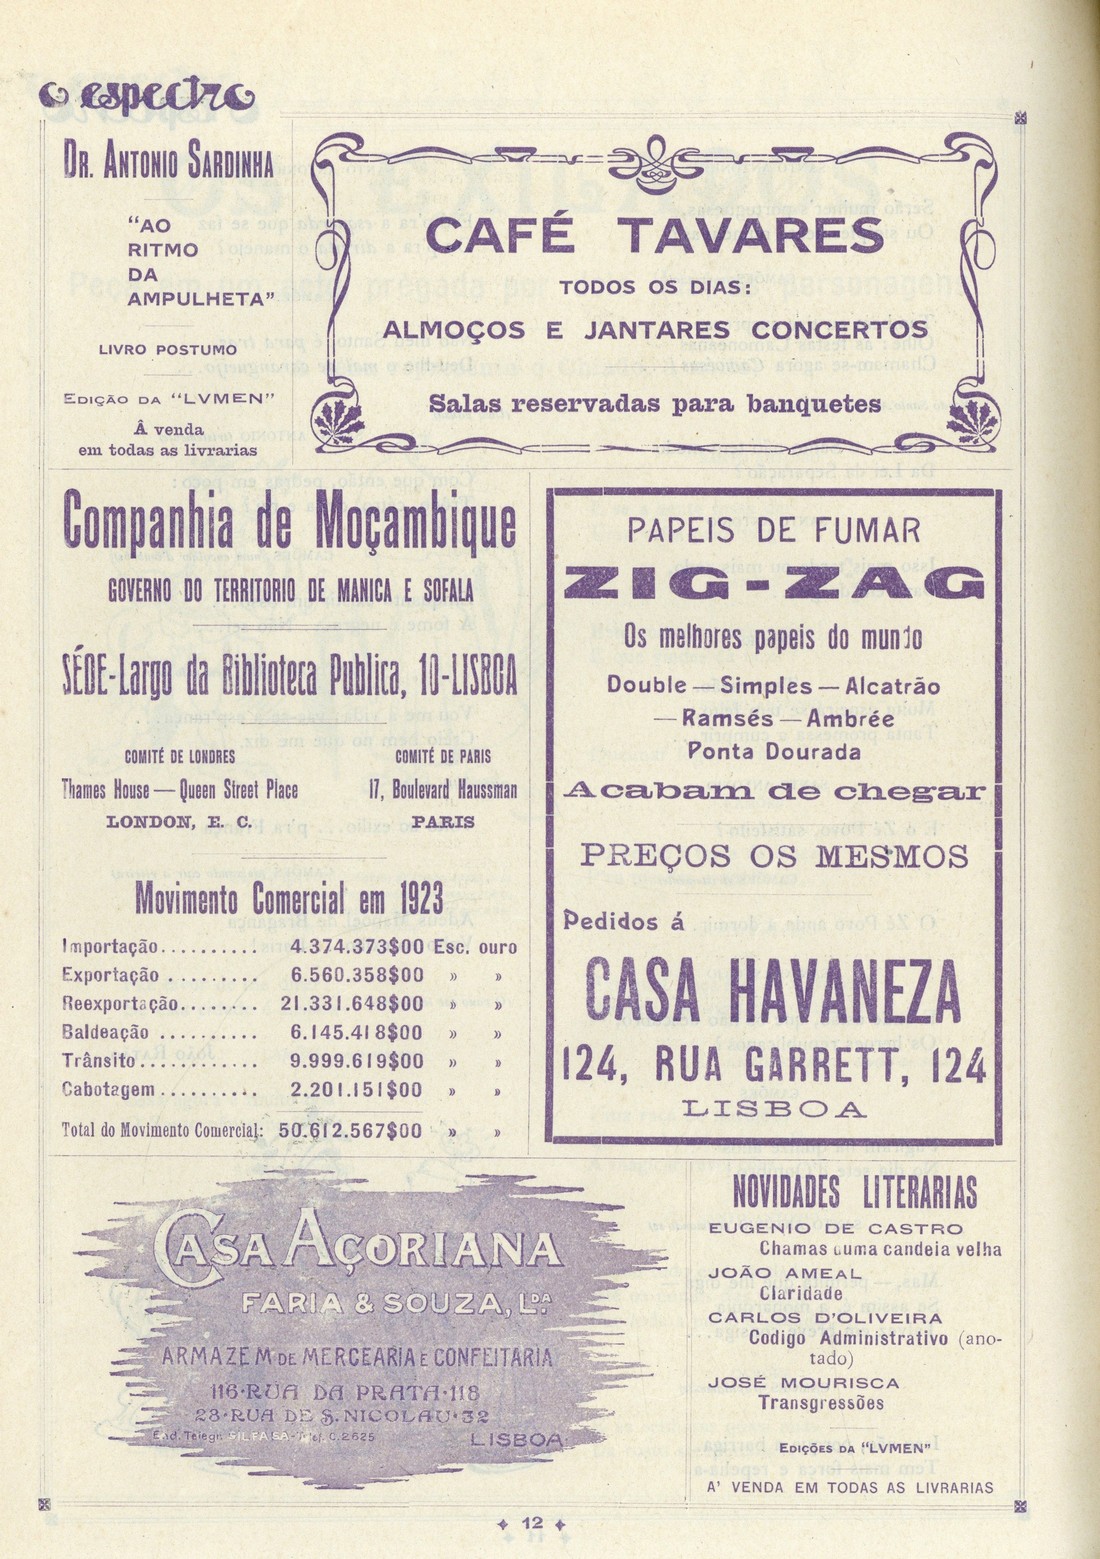 O espectro
DR. ANTONIO SARDINHA
“AO
RITMO
DA
AMPULHETA”
LIVRO POSTUMO
EDIÇÃO DA “LVMEN”
Â venda
em todas as livrarias
CAFÉ TAVARES
TODOS OS DIAS:
ALMOÇOS E JANTARES CONCERTOS
Salas reservadas para banquetes
Companhia de Moçambique
GOVERNO DO TERRITORIO DE MANICA E SOFALA
SÉDE-Largo da Biblioteca Publica, 10-LISBOA
COMITÉ DE LONDRES
Thames House — Queen Street Place
LONDON, E. C.
COMITÉ DE PARIS
17, Boulevard Haussman
PARIS
Movimento Comercial em 1923
Importação.......... 4.374.373$00 Esc. ouro
Exportação ......... 6.560.358$00 » »
Reexportação........ 21.331.648$00 » »
Baldeação .......... 6.145.418$00 » »
Trânsito............ 9.999.619$00 » »
Cabotagem .......... 2.201.151$00 » »
Total do Movimento Comercial: 50.612.567$00 » »
PAPEIS DE FUMAR
ZIG-ZAG
Os melhores papeis do mundo
Double — Simples — Alcatrão
— Ramsés — Ambrée
Ponta Dourada
Acabam de chegar
PREÇOS OS MESMOS
Pedidos á
CASA HAVANEZA
124, RUA GARRETT, 124
LISBOA
CASA AÇORIANA
FARIA & SOUZA, LDA.
ARMAZEM DE MERCEARIA E CONFEITARIA
116·RUA DA PRATA·118
28·RUA DE S. NICOLAU·32
End. Telegr. SILFASA-Telef. C.2625
LISBOA
NOVIDADES LITERARIAS
EUGENIO DE CASTRO
Chamas duma candeia velha
JOÃO AMEAL
Claridade
CARLOS D'OLIVEIRA
Codigo Administrativo (ano-
tado)
JOSÉ MOURISCA
Transgressões
EDIÇÕES DA “LVMEN”
A' VENDA EM TODAS AS LIVRARIAS
12